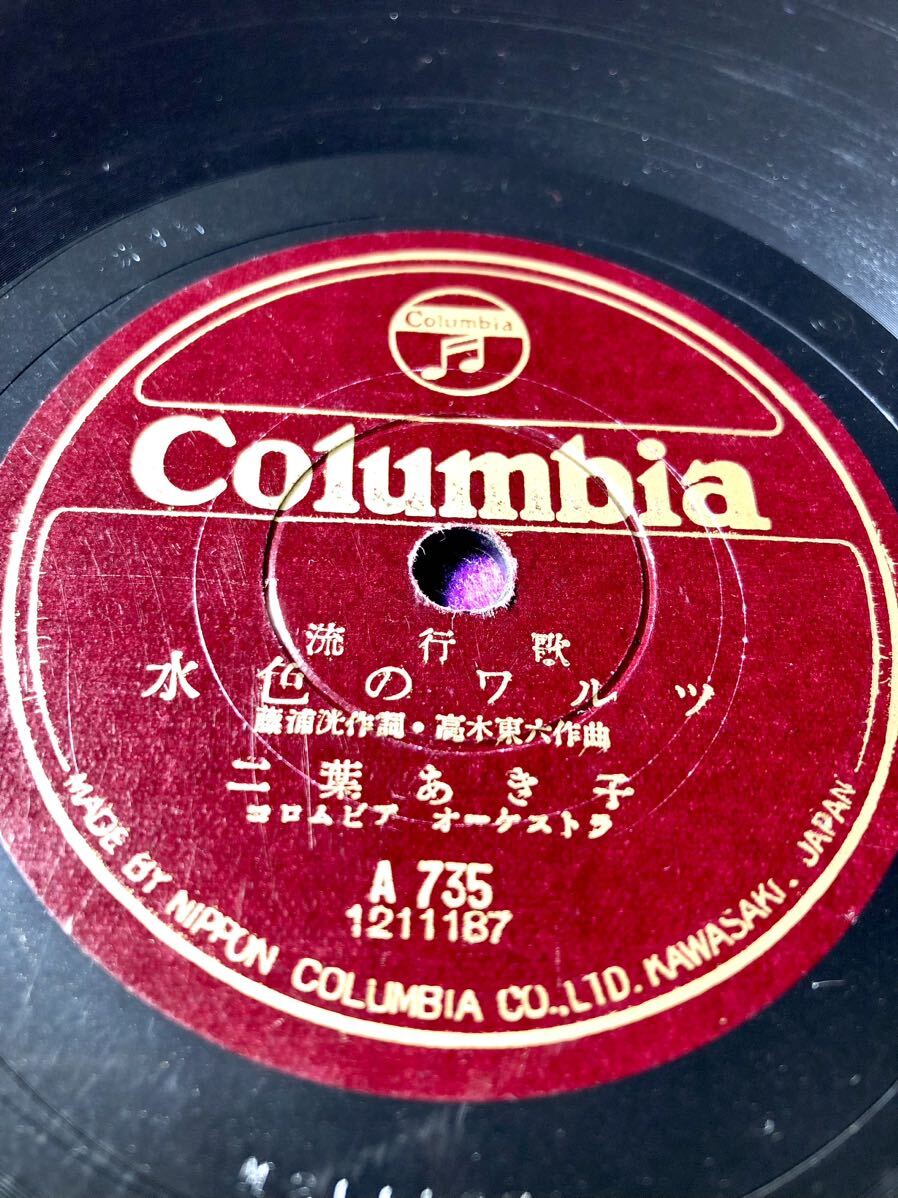 Columbia
Columbia
流行歌
水色のワルツ
藤浦洸作詞・高木東六作曲
二葉あき子
コロムビア オーケストラ
A 735
1211187
MADE BY NIPPON COLUMBIA CO., LTD. KAWASAKI, JAPAN